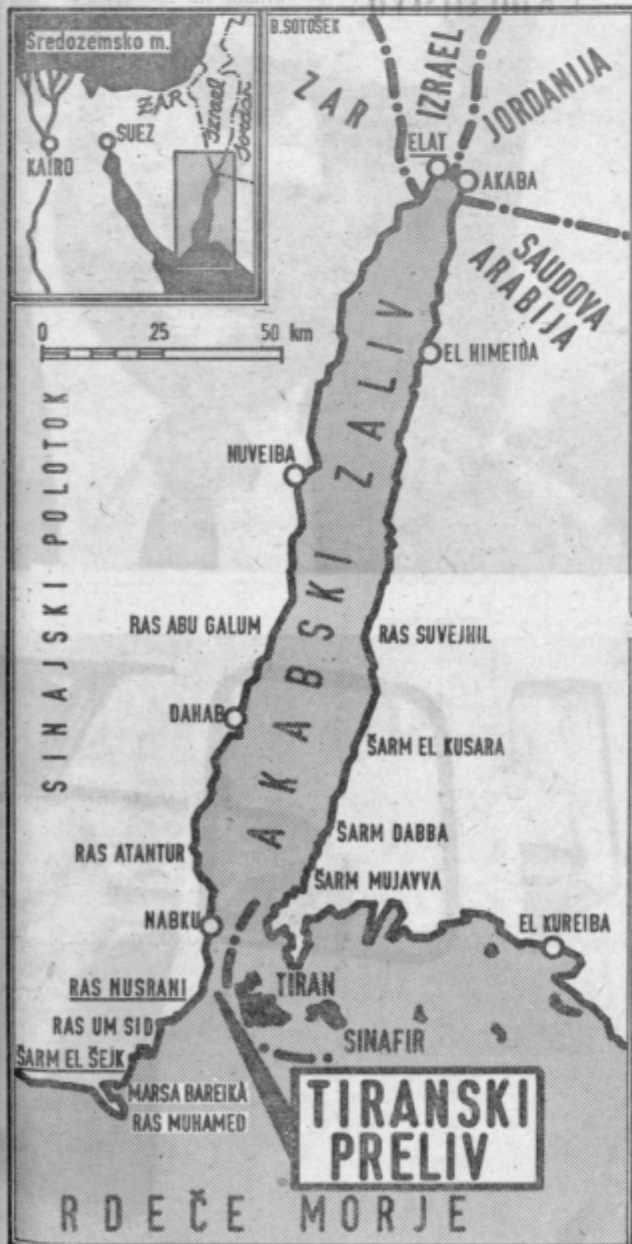 Sredozemsko m.
ZAR
Izrael
Jordan
SUEZ
KAIRO
B. SOTOŠEK
ZAR
IZRAEL
JORDANIJA
ELAT
AKABA
SAUDOVA
ARABIJA
0 25 50 km
EL HIMEIDA
SINAJSKI POLOTOK
NUVEIBA
AKABSKI ZALIV
RAS ABU GALUM
RAS SUVEJHIL
DAHAB
ŠARM EL KUSARA
ŠARM DABBA
RAS ATANTUR
ŠARM MUJAVVA
NABKU
EL KUREIBA
RAS NUSRANI
TIRAN
RAS UM SID
SINAFIR
ŠARM EL ŠEJK
MARSA BAREIKA
RAS MUHAMED
TIRANSKI
PRELIV
RDEČE MORJE